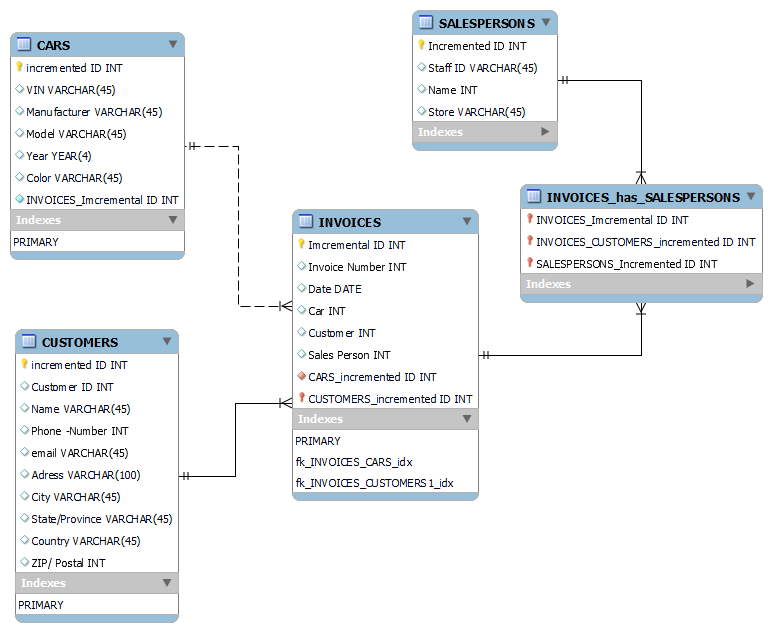 CARS
incremented ID INT
VIN VARCHAR(45)
Manufacturer VARCHAR(45)
Model VARCHAR(45)
Year YEAR(4)
Color VARCHAR(45)
INVOICES_Imcremental ID INT
Indexes
PRIMARY
SALESPERSONS
Incremented ID INT
Staff ID VARCHAR(45)
Name INT
Store VARCHAR(45)
Indexes
INVOICES_has_SALESPERSONS
INVOICES_Imcremental ID INT
INVOICES_CUSTOMERS_incremented ID INT
SALESPERSONS_Incremented ID INT
Indexes
INVOICES
Imcremental ID INT
Invoice Number INT
Date DATE
Car INT
Customer INT
Sales Person INT
CARS_incremented ID INT
CUSTOMERS_incremented ID INT
Indexes
PRIMARY
fk_INVOICES_CARS_idx
fk_INVOICES_CUSTOMERS1_idx
CUSTOMERS
incremented ID INT
Customer ID INT
Name VARCHAR(45)
Phone -Number INT
email VARCHAR(45)
Adress VARCHAR(100)
City VARCHAR(45)
State/Province VARCHAR(45)
Country VARCHAR(45)
ZIP/ Postal INT
Indexes
PRIMARY